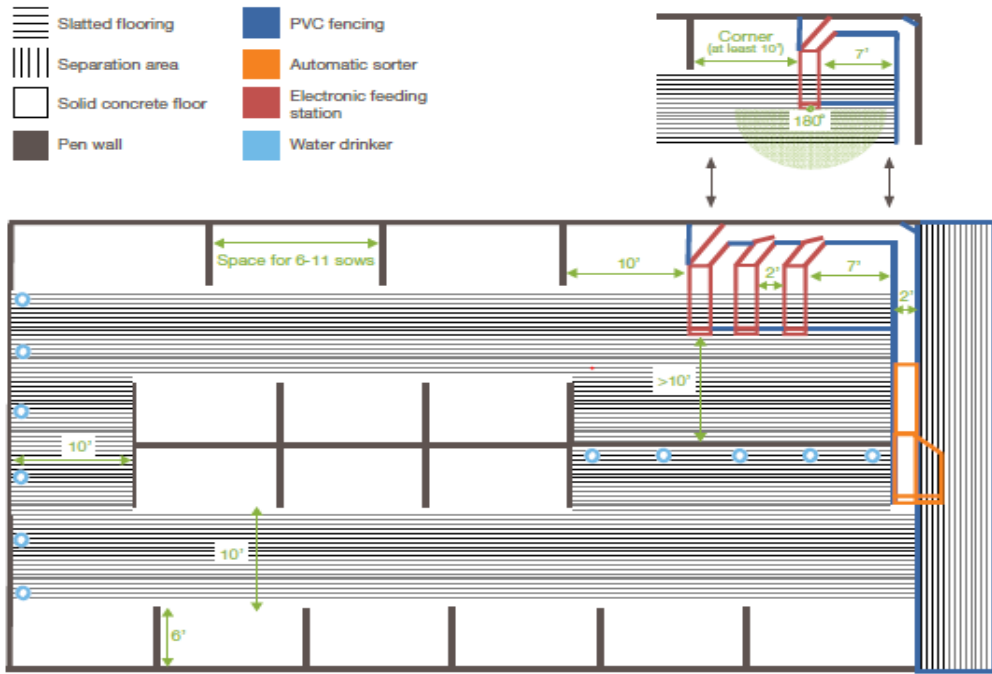 Slatted flooring
Separation area
Solid concrete floor
Pen wall
PVC fencing
Automatic sorter
Electronic feeding
station
Water drinker
Corner
(at least 10')
7'
180°
Space for 6-11 sows
10'
2'
7'
2'
>10'
10'
10'
6'